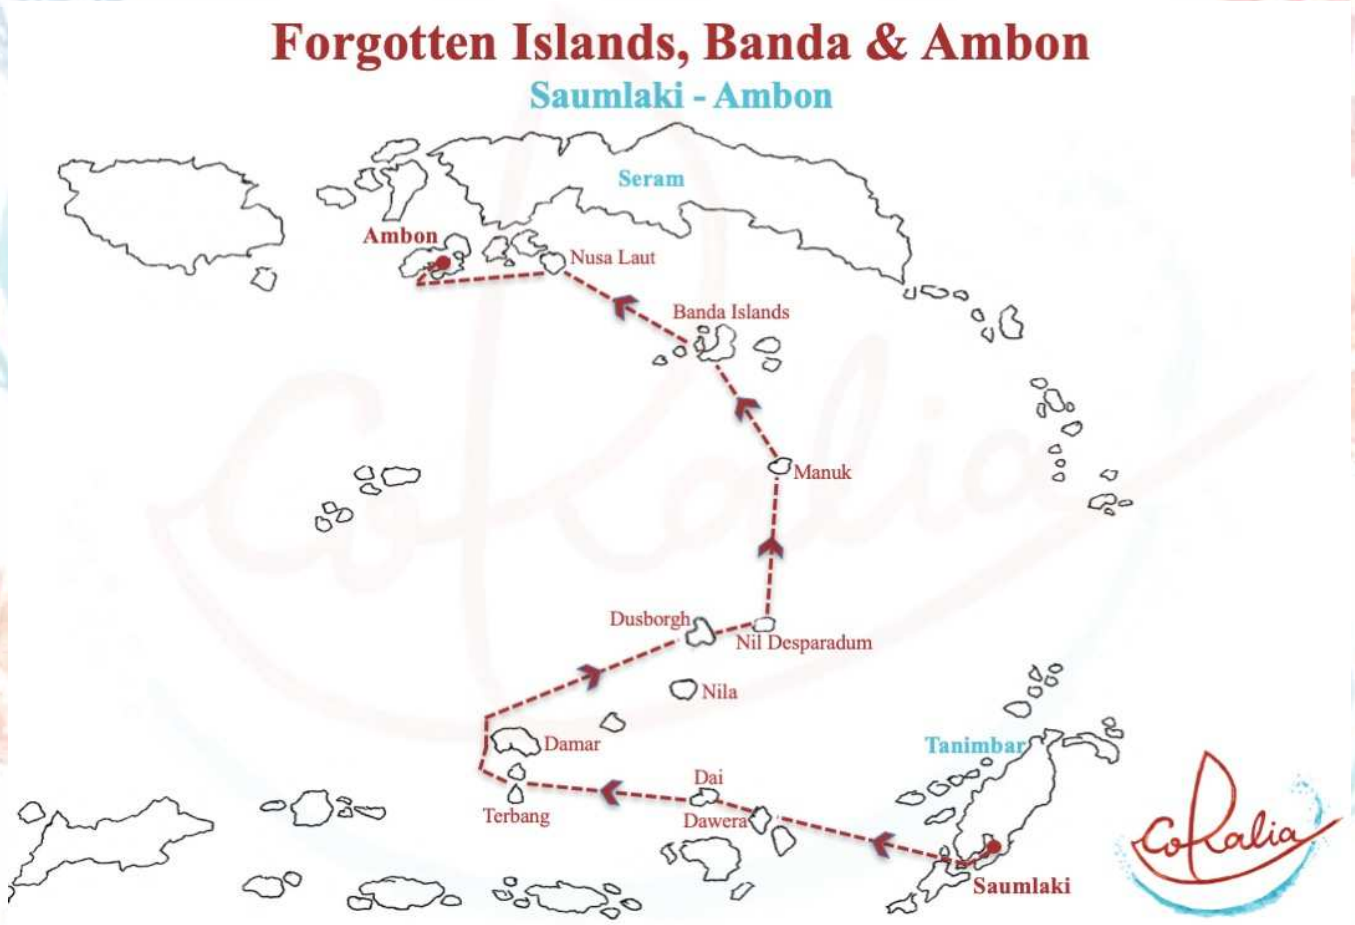 Forgotten Islands, Banda & Ambon
Saumlaki - Ambon
Seram
Ambon
Nusa Laut
Banda Islands
Manuk
Dusborgh
Nil Desparadum
Nila
Damar
Tanimbar
Dai
Terbang
Dawera
Saumlaki
CoRalia
CoRalia